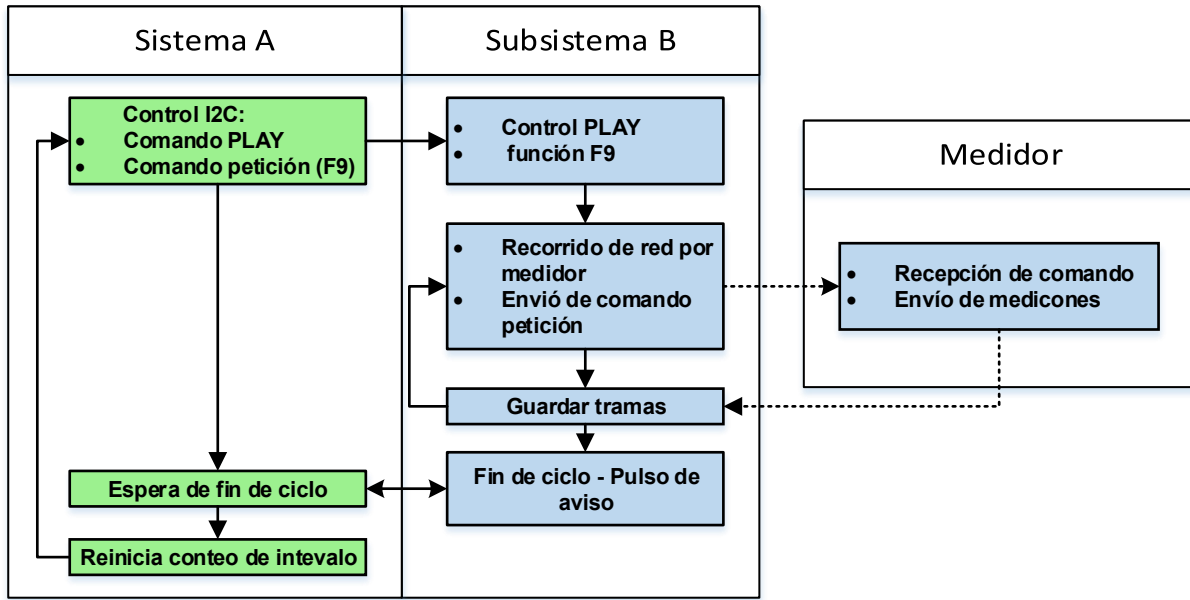 Sistema A
Subsistema B
Control I2C:
• Comando PLAY
• Comando petición (F9)
• Control PLAY
• función F9
Medidor
• Recorrido de red por
medidor
• Envió de comando
petición
• Recepción de comando
• Envío de medicones
Guardar tramas
Espera de fin de ciclo
Fin de ciclo - Pulso de
aviso
Reinicia conteo de intevalo